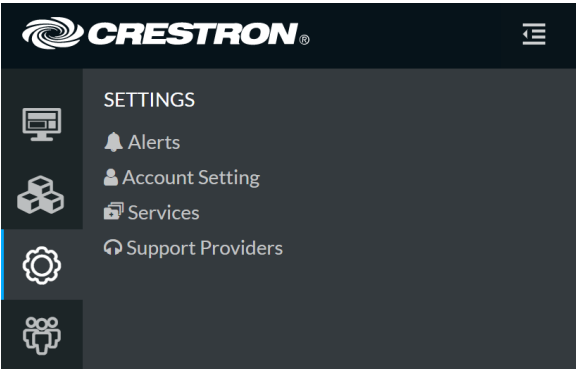 CRESTRON®
SETTINGS
Alerts
Account Setting
Services
Support Providers